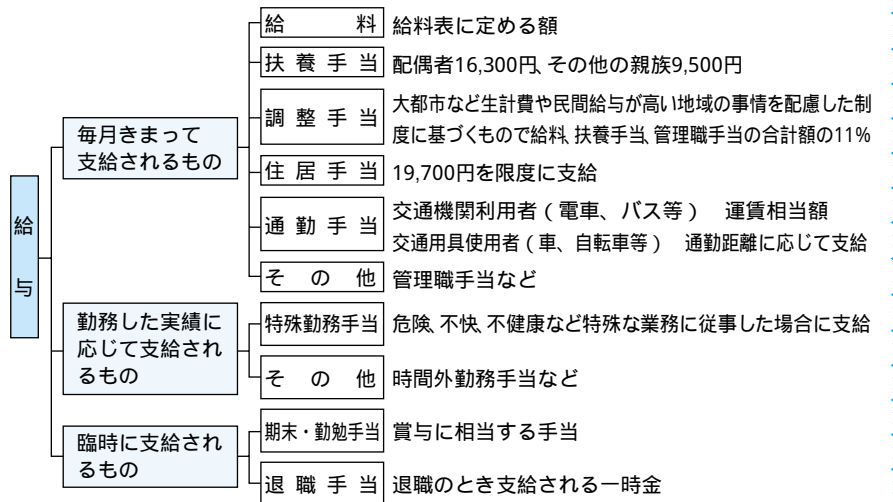 給与
毎月きまって
支給されるもの
給料 給料表に定める額
扶養手当 配偶者16,300円、その他の親族9,500円
調整手当 大都市など生計費や民間給与が高い地域の事情を配慮した制
度に基づくもので給料、扶養手当、管理職手当の合計額の11%
住居手当 19,700円を限度に支給
通勤手当 交通機関利用者(電車、バス等) 運賃相当額
交通用具使用者(車、自転車等) 通勤距離に応じて支給
その他 管理職手当など
勤務した実績に
応じて支給され
るもの
特殊勤務手当 危険、不快、不健康など特殊な業務に従事した場合に支給
その他 時間外勤務手当など
臨時に支給され
るもの
期末・勤勉手当 賞与に相当する手当
退職手当 退職のとき支給される一時金